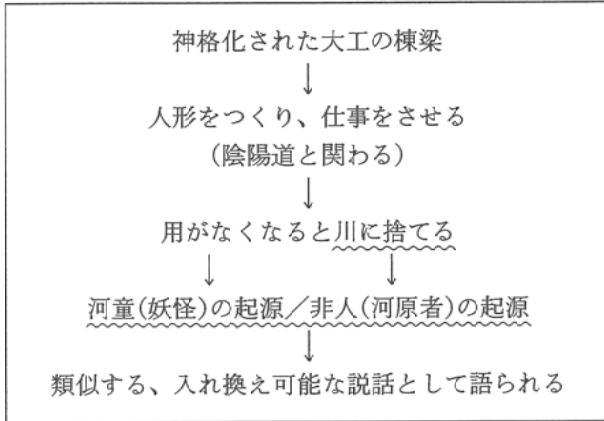 神格化された大工の棟梁
↓
人形をつくり、仕事をさせる
(陰陽道と関わる)
↓
用がなくなると川に捨てる
↓ ↓
河童(妖怪)の起源／非人(河原者)の起源
↓
類似する、入れ換え可能な説話として語られる